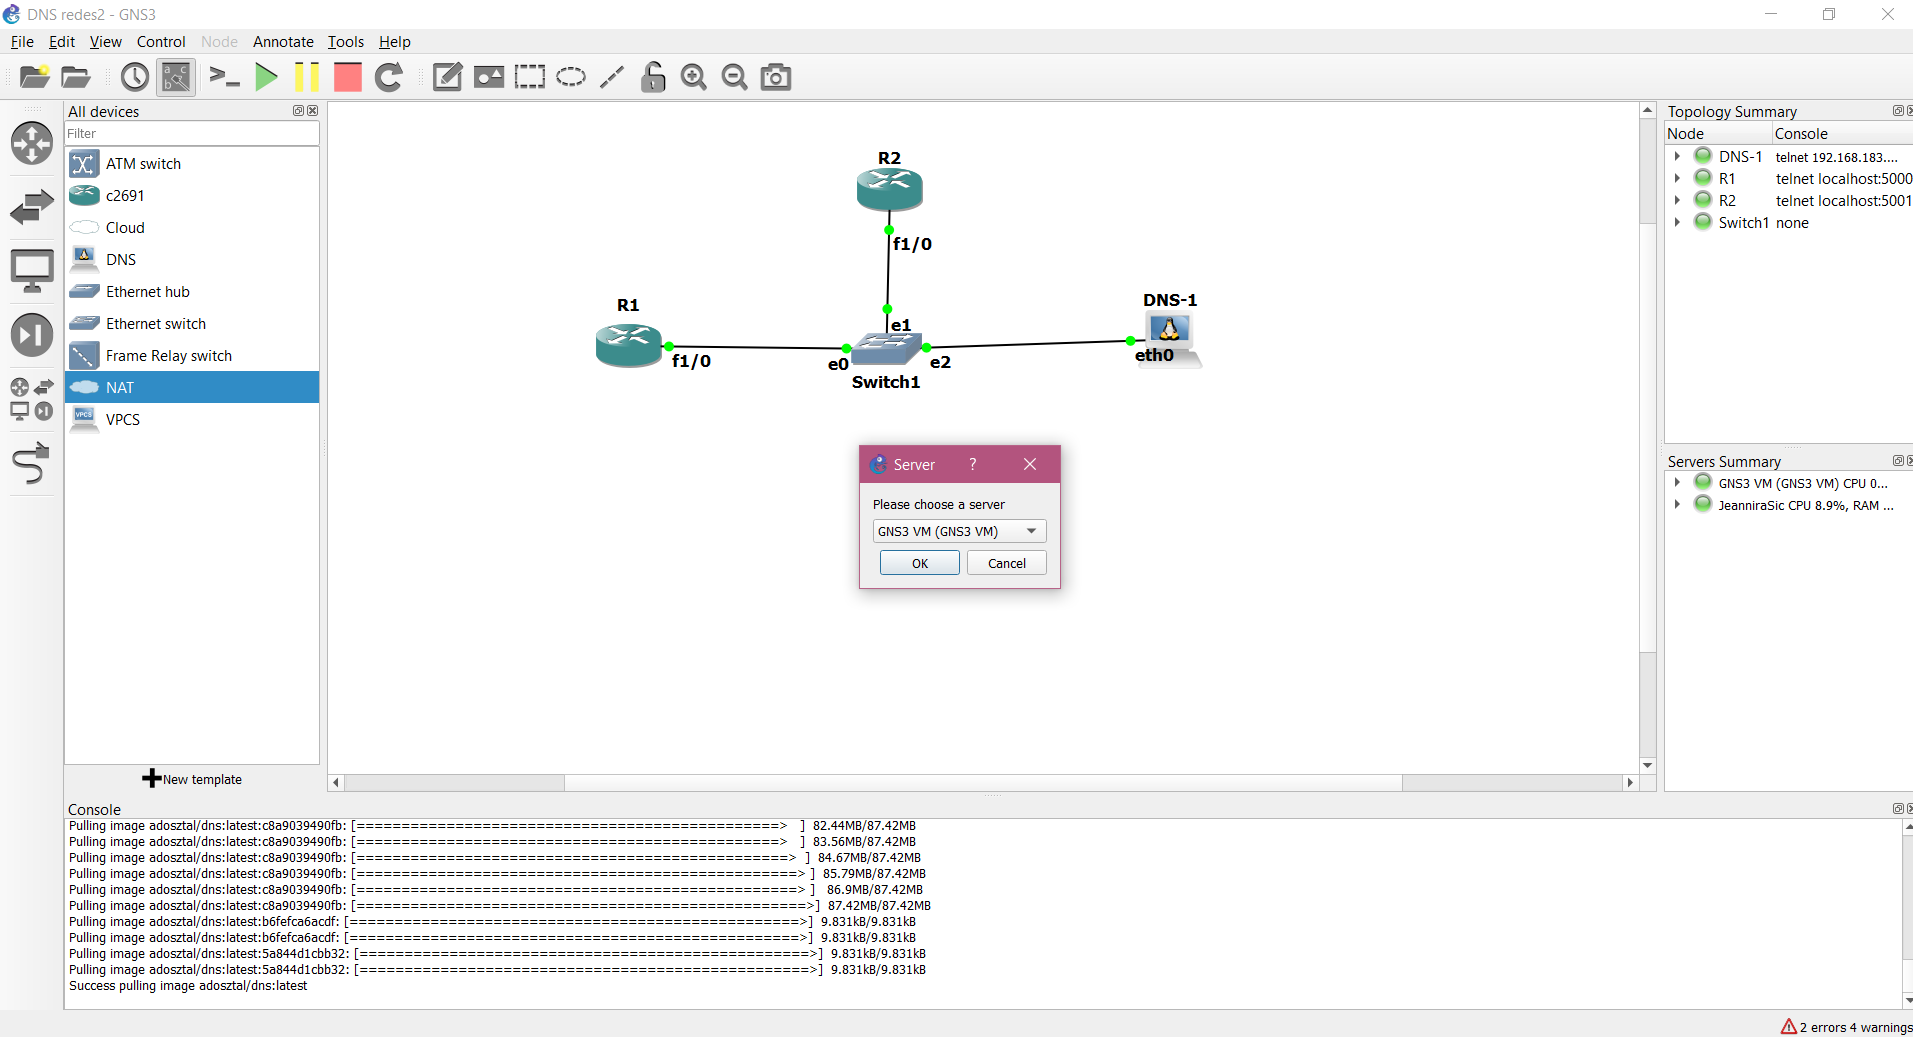 DNS redes2 - GNS3
File Edit View Control Node Annotate Tools Help
All devices
Filter
ATM switch
c2691
Cloud
DNS
Ethernet hub
Ethernet switch
Frame Relay switch
NAT
VPCS
New template
R2
f1/0
R1
f1/0
e1
e0
e2
Switch1
DNS-1
eth0
Server ?
Please choose a server
GNS3 VM (GNS3 VM)
OK Cancel
Topology Summary
Node Console
DNS-1 telnet 192.168.183....
R1 telnet localhost:5000
R2 telnet localhost:5001
Switch1 none
Servers Summary
GNS3 VM (GNS3 VM) CPU 0...
JeanniraSic CPU 8.9%, RAM ...
Console
Pulling image adosztal/dns:latest:c8a9039490fb: [===============================================> ] 82.44MB/87.42MB
Pulling image adosztal/dns:latest:c8a9039490fb: [===============================================> ] 83.56MB/87.42MB
Pulling image adosztal/dns:latest:c8a9039490fb: [================================================> ] 84.67MB/87.42MB
Pulling image adosztal/dns:latest:c8a9039490fb: [=================================================> ] 85.79MB/87.42MB
Pulling image adosztal/dns:latest:c8a9039490fb: [=================================================> ] 86.9MB/87.42MB
Pulling image adosztal/dns:latest:c8a9039490fb: [==================================================>] 87.42MB/87.42MB
Pulling image adosztal/dns:latest:b6fefca6acdf: [==================================================>] 9.831kB/9.831kB
Pulling image adosztal/dns:latest:b6fefca6acdf: [==================================================>] 9.831kB/9.831kB
Pulling image adosztal/dns:latest:5a844d1cbb32: [==================================================>] 9.831kB/9.831kB
Pulling image adosztal/dns:latest:5a844d1cbb32: [==================================================>] 9.831kB/9.831kB
Success pulling image adosztal/dns:latest
2 errors 4 warnings